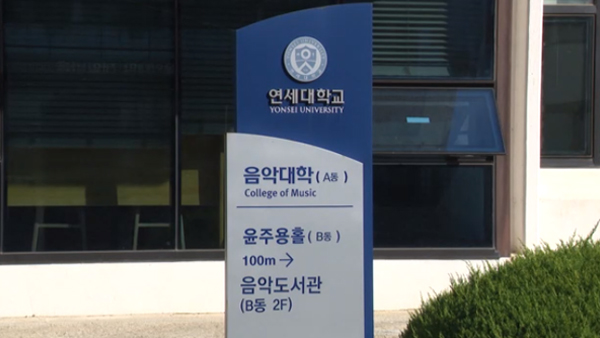 연세대학교
YONSEI UNIVERSITY
음악대학(A동)
College of Music
윤주용홀(B동)
100m →
음악도서관
(B동 2F)